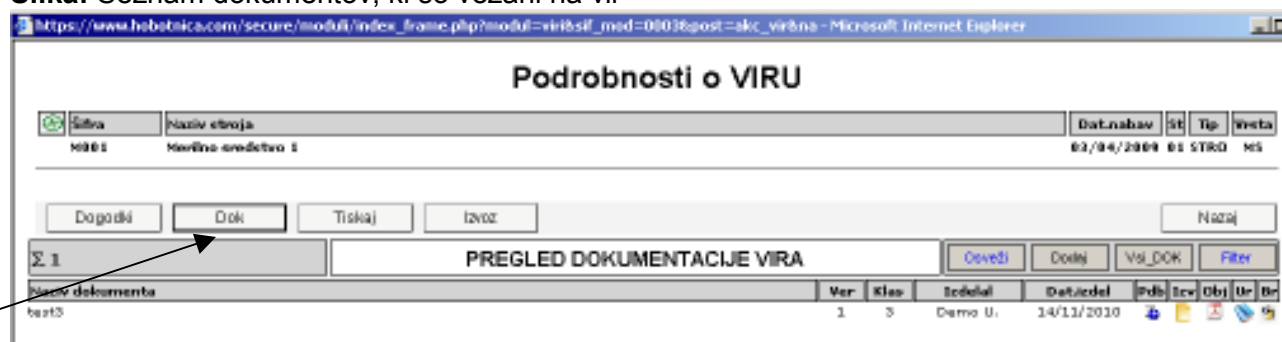 Slika: Seznam dokumentov, ki so vezani na vir
https://www.hobotnica.com/secure/moduli/index_frame.php?modul=viri&sif_mod=0003&post=akc_vir&na - Microsoft Internet Explorer
Podrobnosti o VIRU
Šifra Naziv stroja Dat.nabav St Tip Vrsta
M001 Merilno sredstvo 1 03/04/2009 01 STRO MS
Dogodki Dok Tiskaj Izvoz Nazaj
Σ 1 PREGLED DOKUMENTACIJE VIRA Osveži Dodaj Vsi_DOK Filter
Naziv dokumenta Ver Klas Izdelal Dat.izdel Pdb Izv Obj Ur Br
test3 1 3 Demo U. 14/11/2010